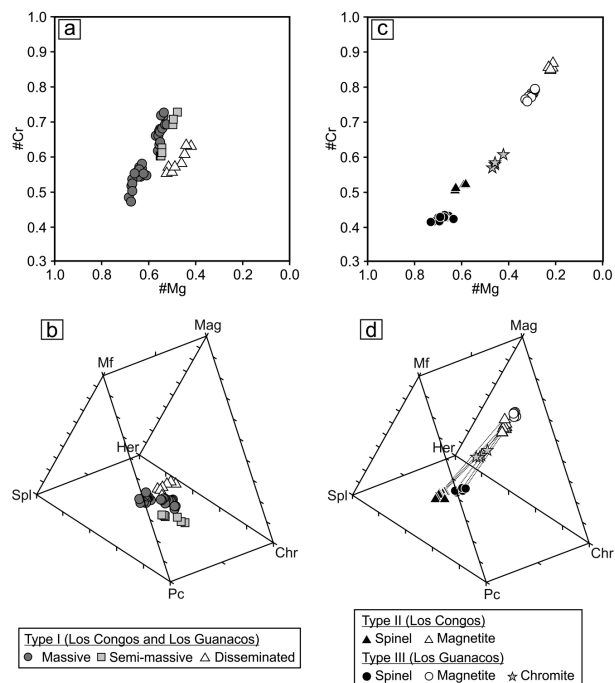 a
1.0
0.9
0.8
0.7
0.6
0.5
0.4
0.3
#Cr
1.0 0.8 0.6 0.4 0.2 0.0
#Mg
c
1.0
0.9
0.8
0.7
0.6
0.5
0.4
0.3
#Cr
1.0 0.8 0.6 0.4 0.2 0.0
#Mg
b
Mag
Mf
Her
Spl
Chr
Pc
d
Mag
Mf
Her
Spl
Chr
Pc
Type I (Los Congos and Los Guanacos)
Massive Semi-massive Disseminated
Type II (Los Congos)
Spinel Magnetite
Type III (Los Guanacos)
Spinel Magnetite Chromite